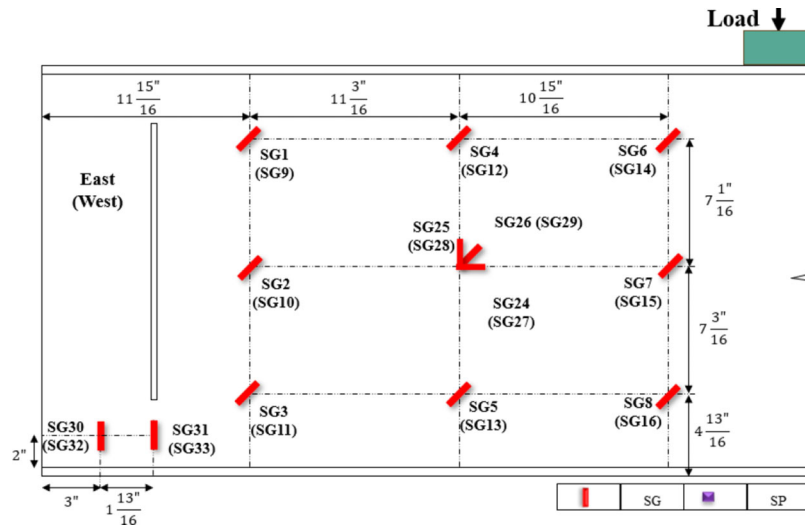 Load
11 15"/16
11 3"/16
10 15"/16
SG1
(SG9)
SG4
(SG12)
SG6
(SG14)
East
(West)
7 1"/16
SG25
(SG28)
SG26 (SG29)
SG2
(SG10)
SG24
(SG27)
SG7
(SG15)
7 3"/16
SG3
(SG11)
SG5
(SG13)
SG8
(SG16)
SG30
(SG32)
SG31
(SG33)
4 13"/16
2"
3"
1 13"/16
SG
SP